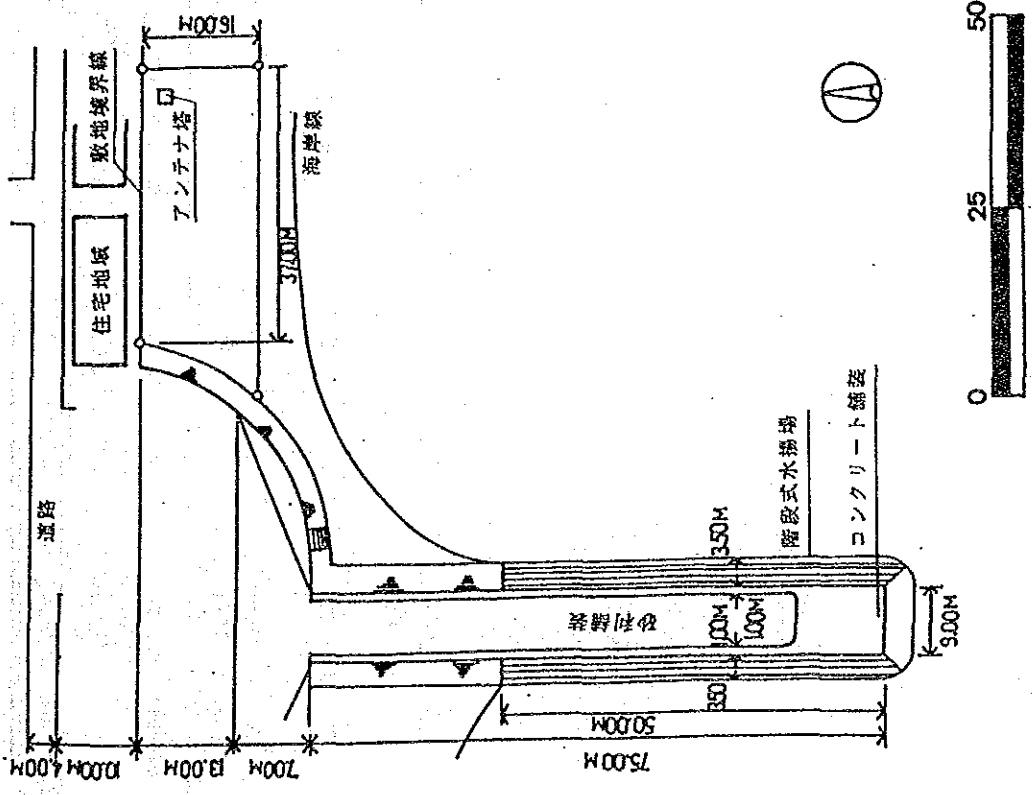 道路
住宅地域
敷地境界線
アンテナ塔
海岸線
16.00M
37.00M
4.00M
10.00M
13.00M
7.00M
75.00M
50.00M
砂利舗装
3.50
3.50M
1.00M
1.00M
9.00M
階段式水揚場
コンクリート舗装
0
25
50